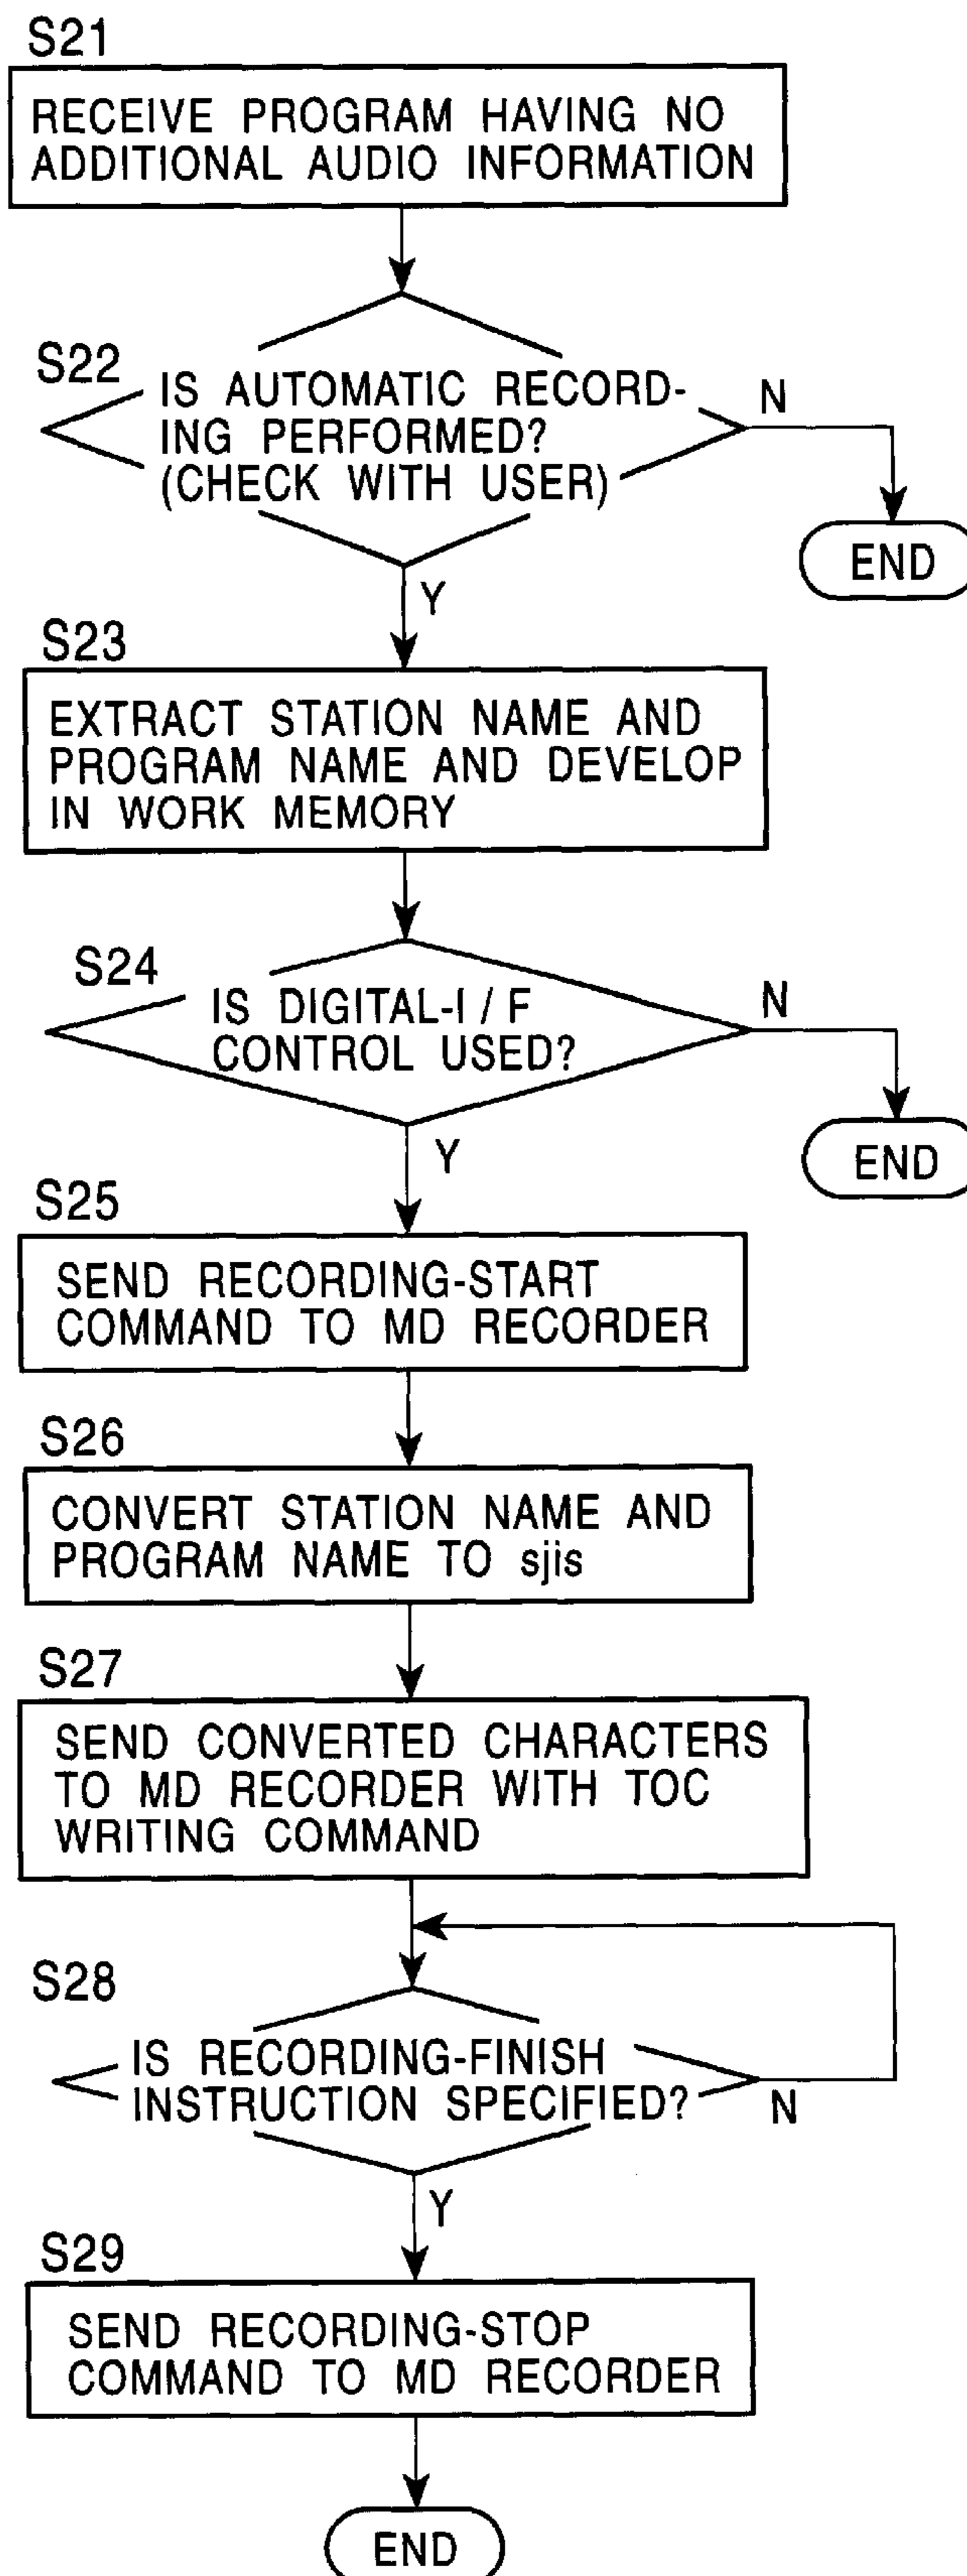 S21
RECEIVE PROGRAM HAVING NO
ADDITIONAL AUDIO INFORMATION
S22
IS AUTOMATIC RECORD-
ING PERFORMED?
(CHECK WITH USER)
N
END
Y
S23
EXTRACT STATION NAME AND
PROGRAM NAME AND DEVELOP
IN WORK MEMORY
S24
IS DIGITAL-I / F
CONTROL USED?
N
END
Y
S25
SEND RECORDING-START
COMMAND TO MD RECORDER
S26
CONVERT STATION NAME AND
PROGRAM NAME TO sjis
S27
SEND CONVERTED CHARACTERS
TO MD RECORDER WITH TOC
WRITING COMMAND
S28
IS RECORDING-FINISH
INSTRUCTION SPECIFIED?
N
Y
S29
SEND RECORDING-STOP
COMMAND TO MD RECORDER
END